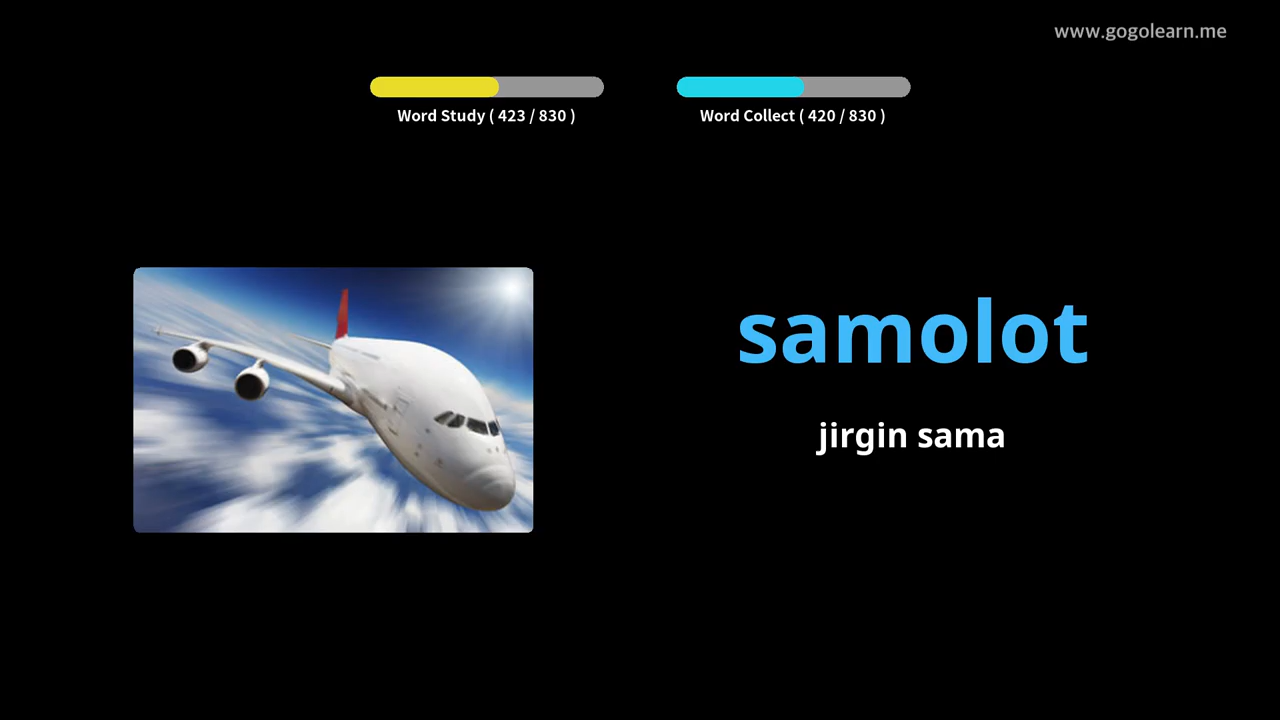 www.gogolearn.me
Word Study ( 423 / 830 )
Word Collect ( 420 / 830 )
samolot
jirgin sama